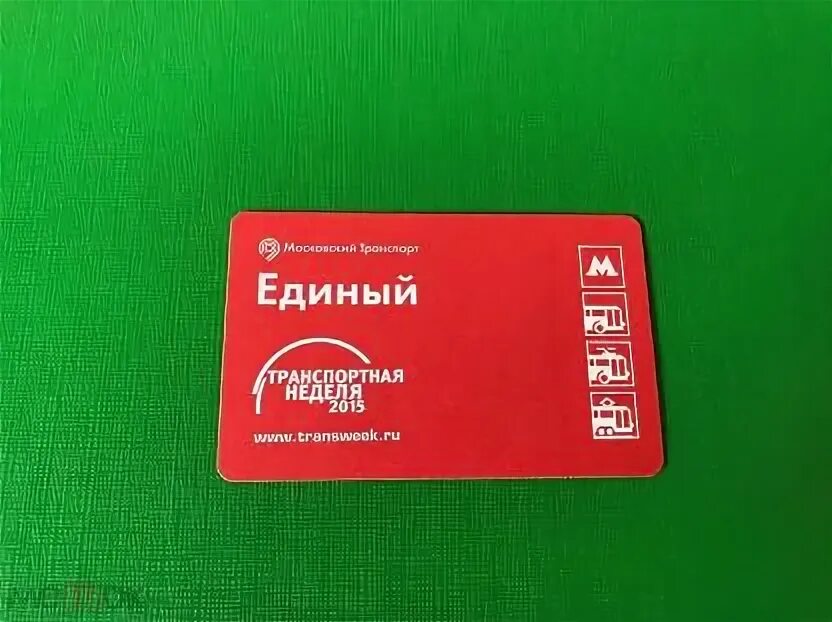 Московский Транспорт
Единый
ТРАНСПОРТНАЯ
НЕДЕЛЯ
2015
www.transweek.ru
М